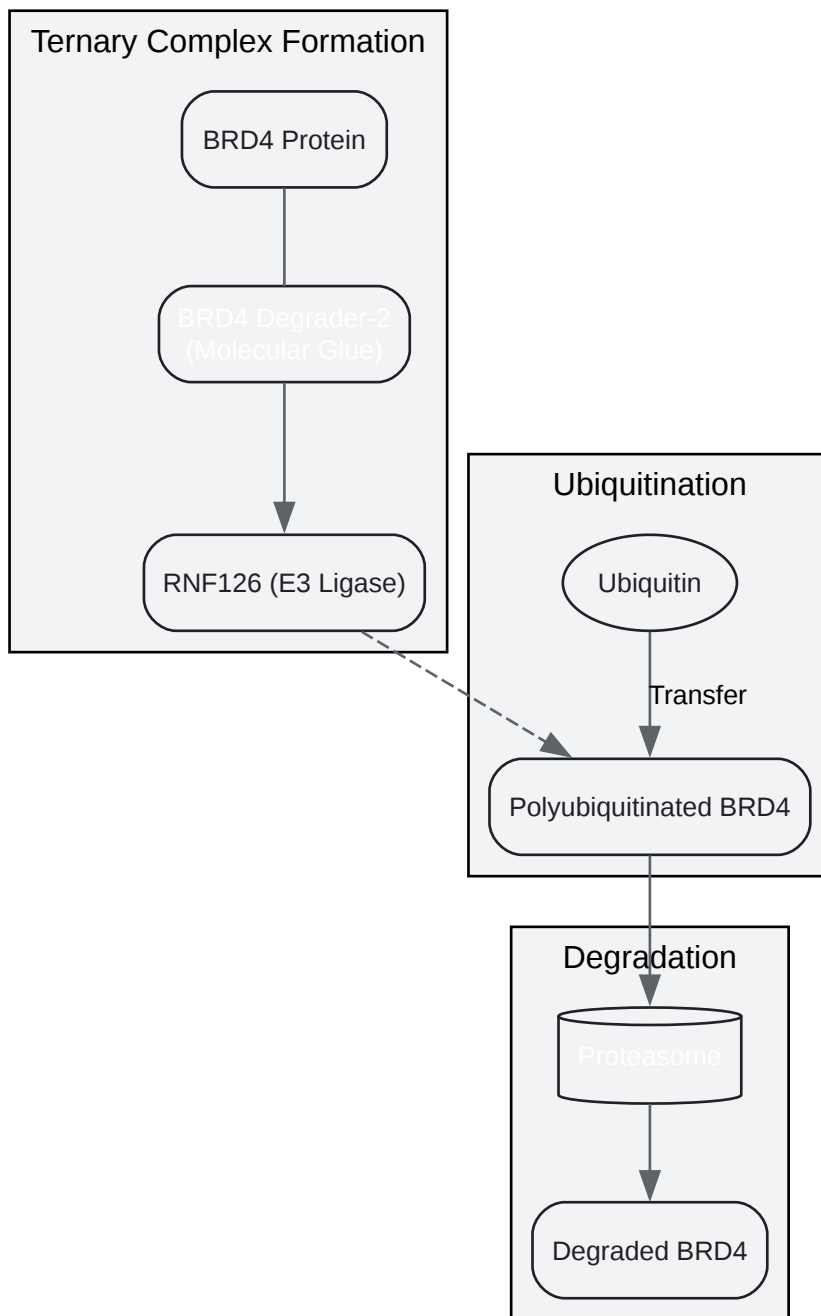 Ternary Complex Formation
BRD4 Protein
BRD4 Degrader-2
(Molecular Glue)
RNF126 (E3 Ligase)
Ubiquitination
Ubiquitin
Transfer
Polyubiquitinated BRD4
Degradation
Proteasome
Degraded BRD4